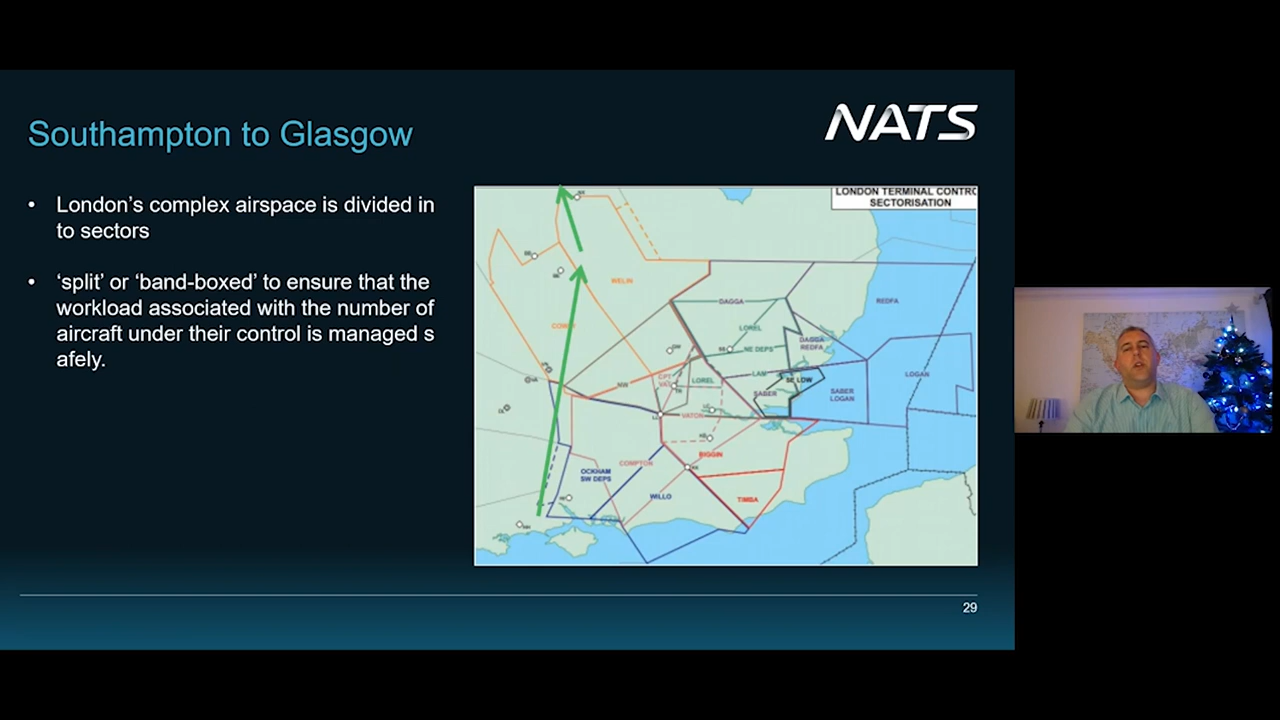 Southampton to Glasgow
NATS
• London's complex airspace is divided in
to sectors
• 'split' or 'band-boxed' to ensure that the
workload associated with the number of
aircraft under their control is managed s
afely.
LONDON TERMINAL CONTRO
SECTORISATION
WELIN
DAGGA
REDFA
LOREL
DAGGA
REDFA
NE DEPS
LAM
SE LOW
LOGAN
NW
LOREL
SABER
SABER
LOGAN
VATON
BIGGIN
COMPTON
OCKHAM
SW DEPS
WILLO
TIMBA
29